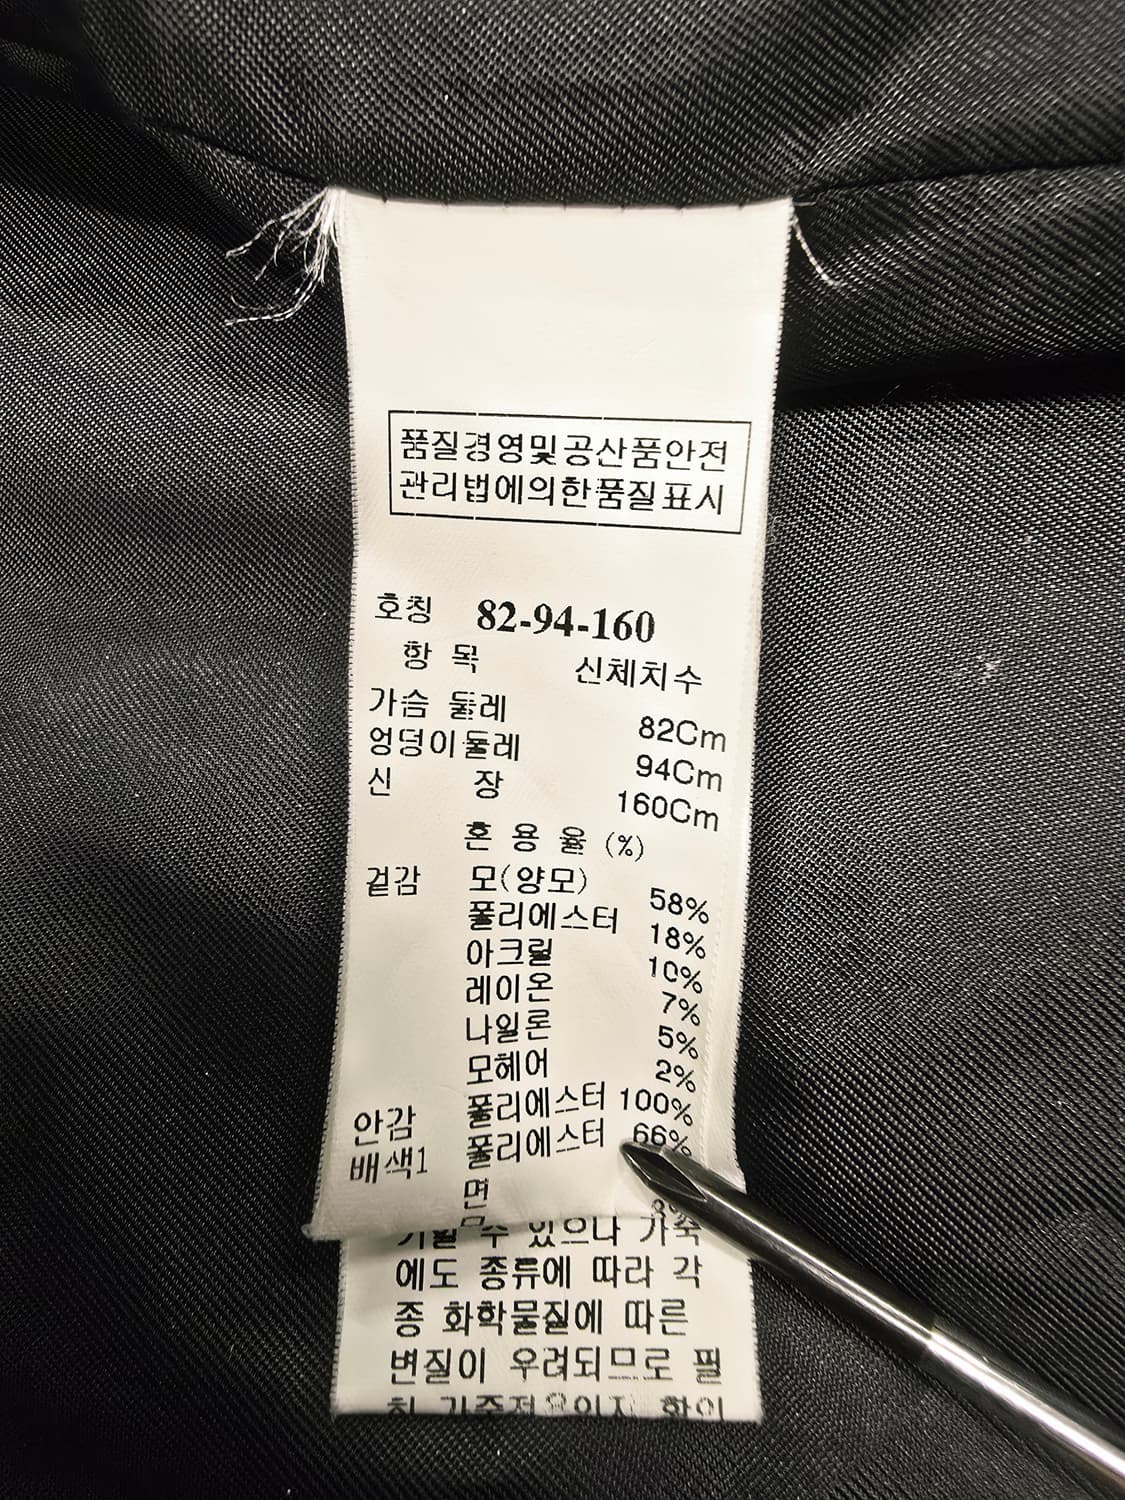 품질경영및공산품안전
관리법에의한품질표시
호칭 82-94-160
항 목 신체치수
가슴 둘레 82Cm
엉덩이둘레 94Cm
신 장 160Cm
혼 용 율 (%)
겉감 모(양모) 58%
폴리에스터 18%
아크릴 10%
레이온 7%
나일론 5%
모헤어 2%
안감 폴리에스터 100%
배색1 폴리에스터 66%
면
수 있으나 가죽
에도 종류에 따라 각
종 화학물질에 따른
변질이 우려되므로 필